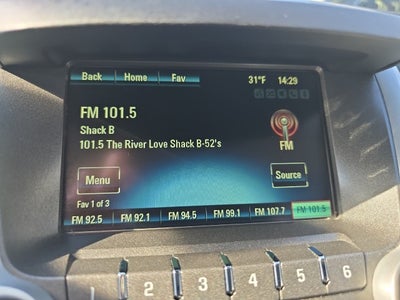 Back Home Fav 31°F 14:29
FM 101.5
Shack B
101.5 The River Love Shack B-52's
FM
Menu Source
Fav 1 of 3
FM 92.5 FM 92.1 FM 94.5 FM 99.1 FM 107.7 FM 101.5
1 2 3 4 5 6